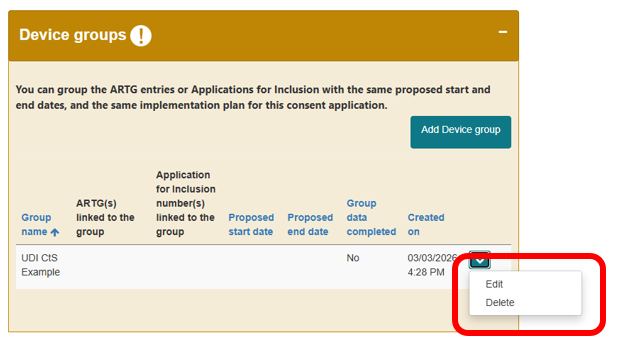 Device groups !
You can group the ARTG entries or Applications for Inclusion with the same proposed start and
end dates, and the same implementation plan for this consent application.
Add Device group
Group
name
ARTG(s)
linked to the
group
Application
for Inclusion
number(s)
linked to the
group
Proposed
start date
Proposed
end date
Group
data
completed
Created
on
UDI CtS
Example
No
03/03/2026
4:28 PM
Edit
Delete